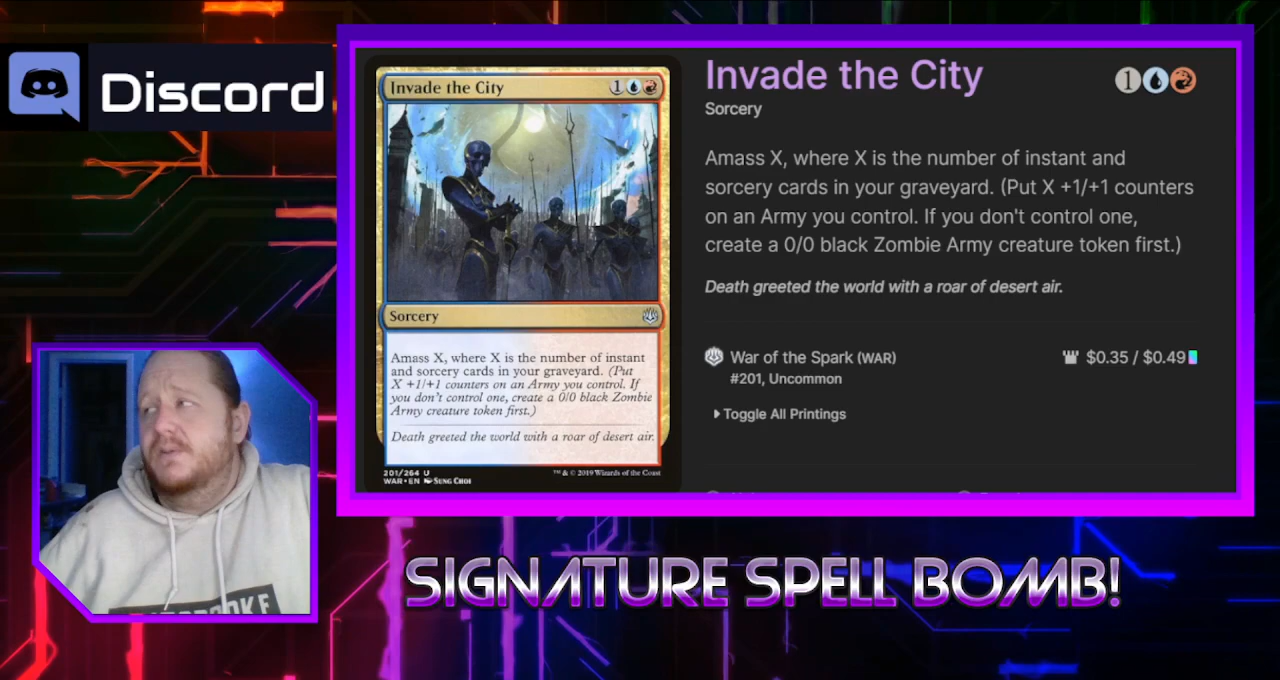 Discord
Invade the City
1
Sorcery
Amass X, where X is the number of instant
and sorcery cards in your graveyard. (Put
X +1/+1 counters on an Army you control. If
you don't control one, create a 0/0 black Zombie
Army creature token first.)
Death greeted the world with a roar of desert air.
201/264 U
WAR • EN Sung Choi
™ & © 2019 Wizards of the Coast
Invade the City
1
Sorcery
Amass X, where X is the number of instant and
sorcery cards in your graveyard. (Put X +1/+1 counters
on an Army you control. If you don't control one,
create a 0/0 black Zombie Army creature token first.)
Death greeted the world with a roar of desert air.
War of the Spark (WAR)
$0.35 / $0.49
#201, Uncommon
Toggle All Printings
SIGNATURE SPELL BOMB!